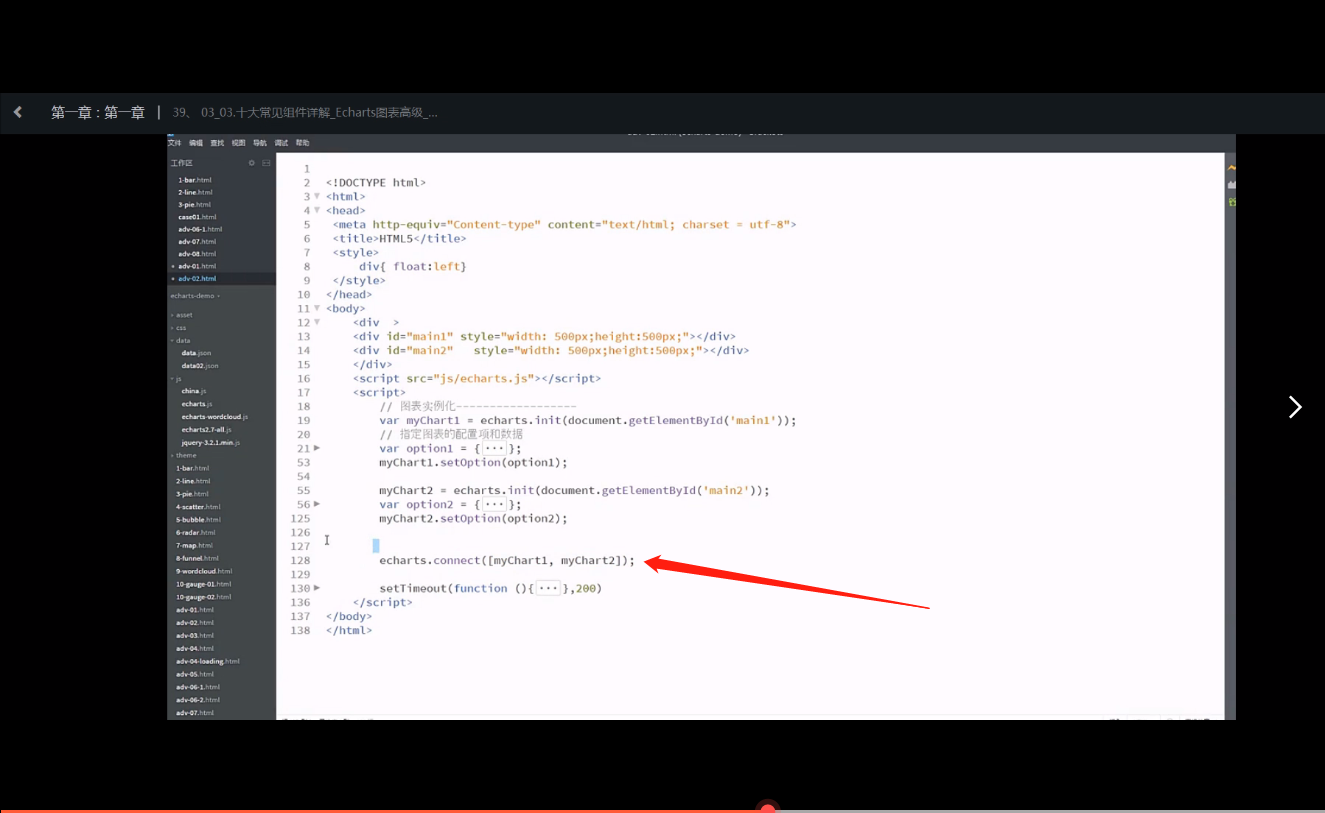 第一章 : 第一章 | 39、 03_03.十大常见组件详解_Echarts图表高级_...
文件 编辑 查找 视图 导航 调试 帮助
工作区
1-bar.html
2-line.html
3-pie.html
case01.html
adv-06-1.html
adv-07.html
adv-08.html
adv-01.html
adv-02.html
echarts-demo
asset
css
data
data.json
data02.json
js
china.js
echarts.js
echarts-wordcloud.js
echarts2.7-all.js
jquery-3.2.1.min.js
theme
1-bar.html
2-line.html
3-pie.html
4-scatter.html
5-bubble.html
6-radar.html
7-map.html
8-funnel.html
9-wordcloud.html
10-gauge-01.html
10-gauge-02.html
adv-01.html
adv-02.html
adv-03.html
adv-04.html
adv-04-loading.html
adv-05.html
adv-06-1.html
adv-06-2.html
adv-07.html
1
2 <!DOCTYPE html>
3 <html>
4 <head>
5 <meta http-equiv="Content-type" content="text/html; charset = utf-8">
6 <title>HTML5</title>
7 <style>
8 div{ float:left}
9 </style>
10 </head>
11 <body>
12 <div >
13 <div id="main1" style="width: 500px;height:500px;"></div>
14 <div id="main2" style="width: 500px;height:500px;"></div>
15 </div>
16 <script src="js/echarts.js"></script>
17 <script>
18 // 图表实例化------------------
19 var myChart1 = echarts.init(document.getElementById('main1'));
20 // 指定图表的配置项和数据
21 var option1 = {...};
53 myChart1.setOption(option1);
54
55 myChart2 = echarts.init(document.getElementById('main2'));
56 var option2 = {...};
125 myChart2.setOption(option2);
126
127
128 echarts.connect([myChart1, myChart2]);
129
130 setTimeout(function (){...},200)
136 </script>
137 </body>
138 </html>